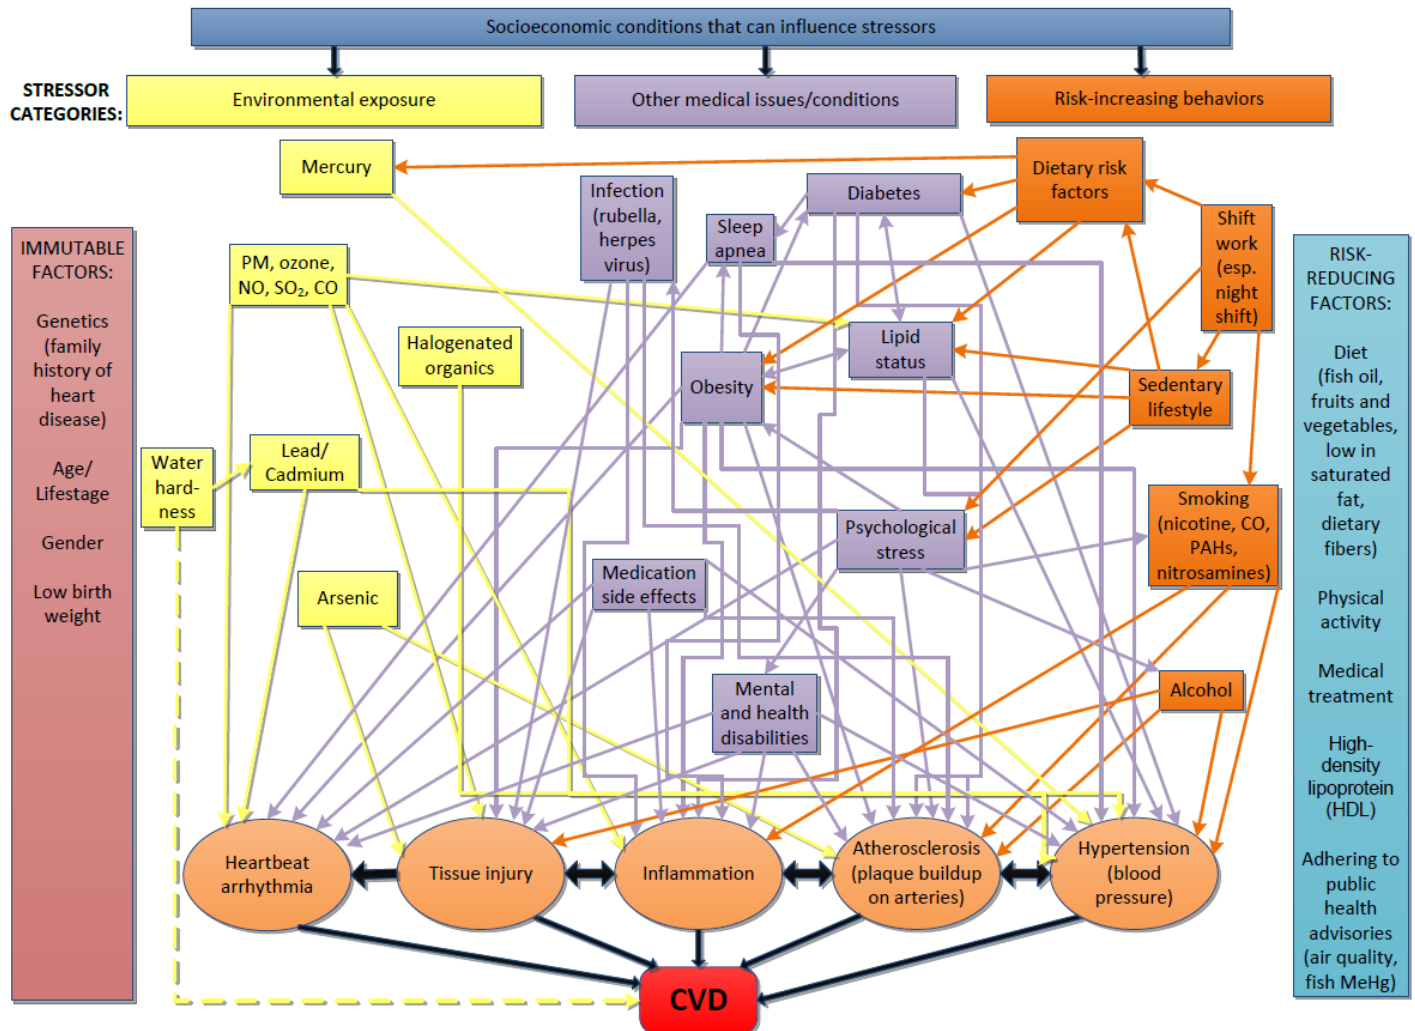 Socioeconomic conditions that can influence stressors
STRESSOR
CATEGORIES:
Environmental exposure
Other medical issues/conditions
Risk-increasing behaviors
Mercury
Infection
(rubella,
herpes
virus)
Diabetes
Dietary risk
factors
Sleep
apnea
Shift
work
(esp.
night
shift)
IMMUTABLE
FACTORS:
Genetics
(family
history of
heart
disease)
Age/
Lifestage
Gender
Low birth
weight
PM, ozone,
NO, SO₂, CO
Halogenated
organics
Lipid
status
Obesity
Sedentary
lifestyle
Water
hard-
ness
Lead/
Cadmium
Psychological
stress
Smoking
(nicotine, CO,
PAHs,
nitrosamines)
Arsenic
Medication
side effects
Mental
and health
disabilities
Alcohol
RISK-
REDUCING
FACTORS:
Diet
(fish oil,
fruits and
vegetables,
low in
saturated
fat,
dietary
fibers)
Physical
activity
Medical
treatment
High-
density
lipoprotein
(HDL)
Adhering to
public
health
advisories
(air quality,
fish MeHg)
Heartbeat
arrhythmia
Tissue injury
Inflammation
Atherosclerosis
(plaque buildup
on arteries)
Hypertension
(blood
pressure)
CVD